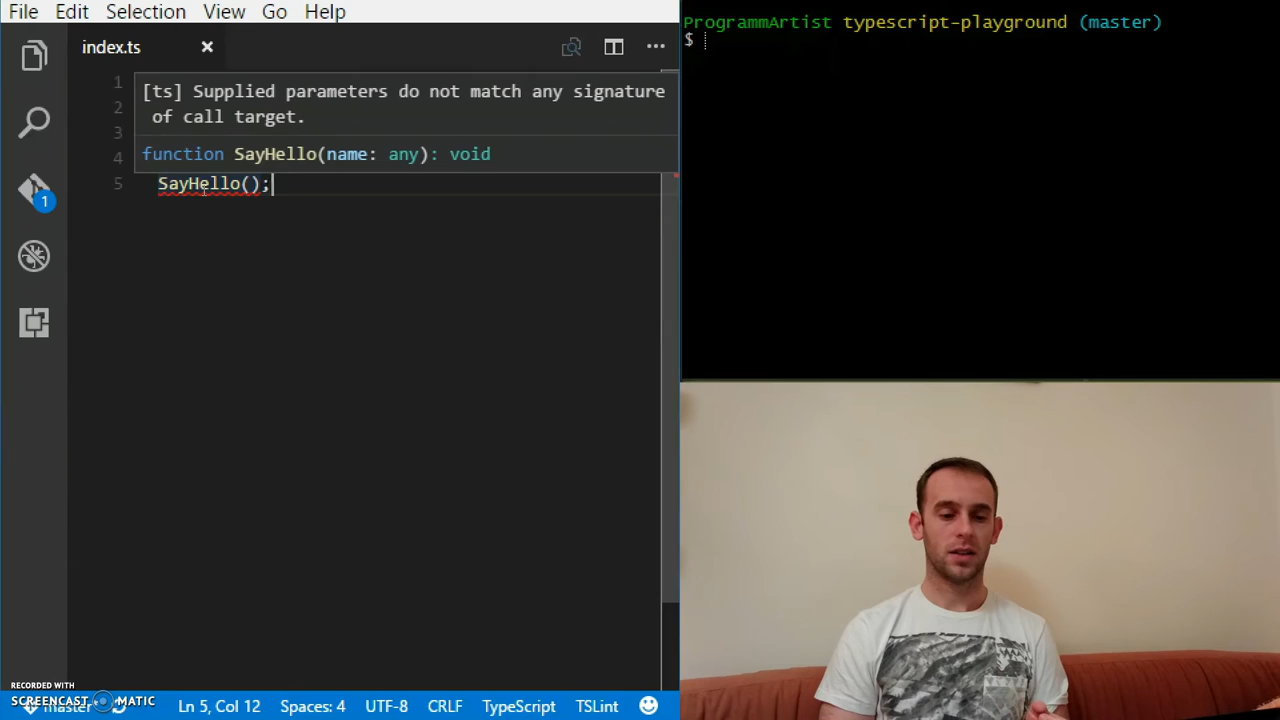 File Edit Selection View Go Help
index.ts
1
[ts] Supplied parameters do not match any signature
2
of call target.
3
function SayHello(name: any): void
4
5 SayHello();
1
ProgrammArtist typescript-playground (master)
$
RECORDED WITH
SCREENCAST MATIC
master Ln 5, Col 12 Spaces: 4 UTF-8 CRLF TypeScript TSLint